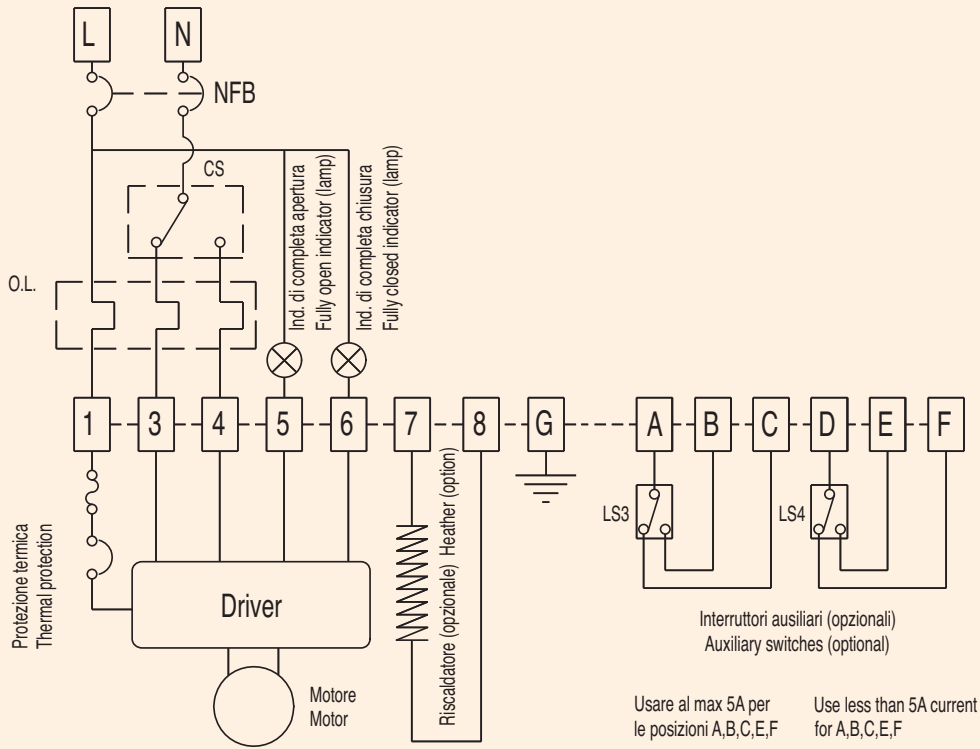 L
N
NFB
CS
O.L.
Ind. di completa apertura
Fully open indicator (lamp)
Ind. di completa chiusura
Fully closed indicator (lamp)
1
3
4
5
6
7
8
G
A
B
C
D
E
F
Protezione termica
Thermal protection
Driver
Motore
Motor
Riscaldatore (opzionale) Heather (option)
LS3
LS4
Interruttori ausiliari (opzionali)
Auxiliary switches (optional)
Usare al max 5A per
le posizioni A,B,C,E,F
Use less than 5A current
for A,B,C,E,F